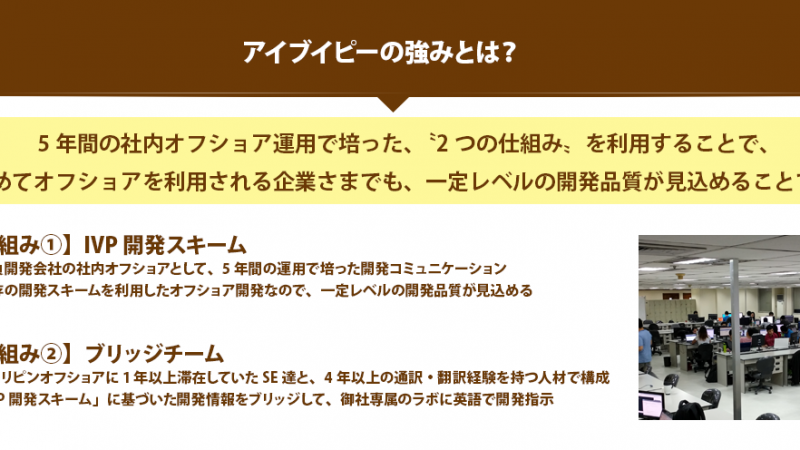 アイブイピーの強みとは？
5年間の社内オフショア運用で培った、〝2つの仕組み〟を利用することで、
めてオフショアを利用される企業さまでも、一定レベルの開発品質が見込めること
組み①】IVP開発スキーム
開発会社の社内オフショアとして、5年間の運用で培った開発コミュニケーション
の開発スキームを利用したオフショア開発なので、一定レベルの開発品質が見込める
組み②】ブリッジチーム
リピンオフショアに1年以上滞在していたSE達と、4年以上の通訳・翻訳経験を持つ人材で構成
P開発スキーム」に基づいた開発情報をブリッジして、御社専属のラボに英語で開発指示